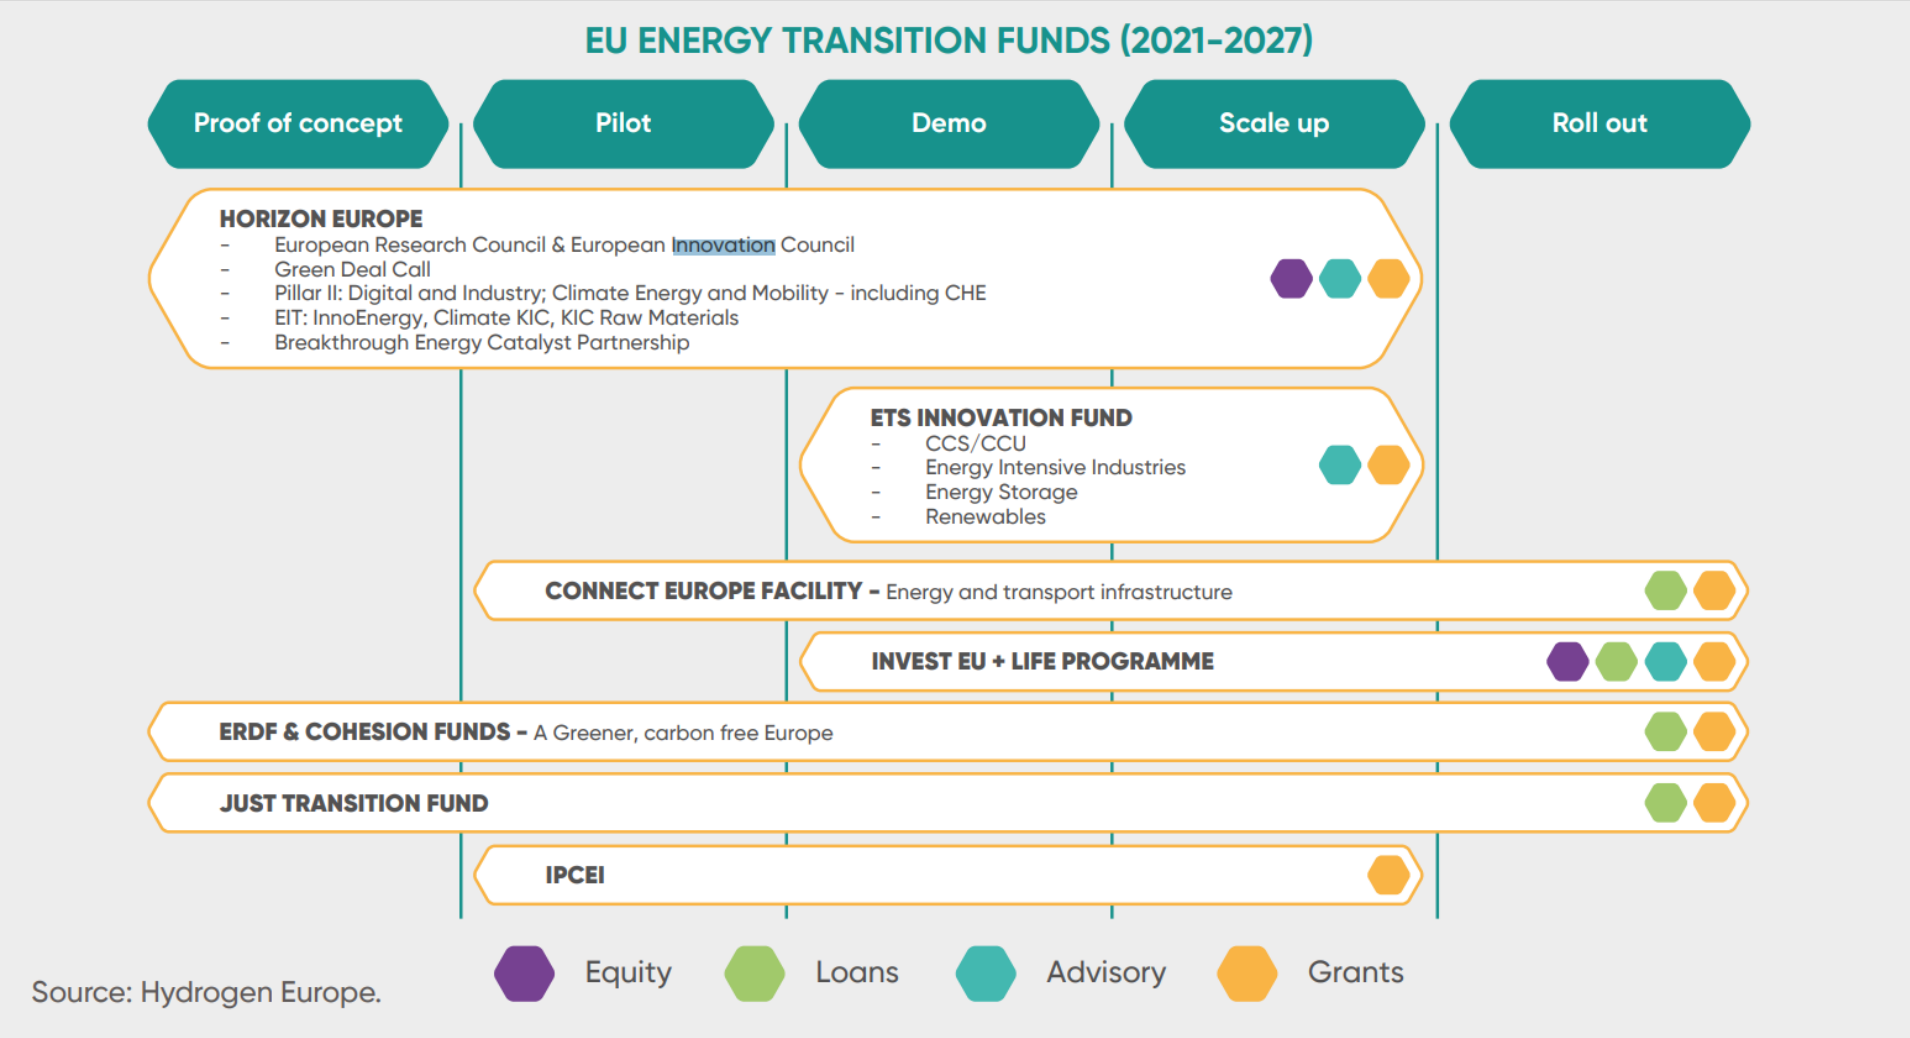 EU ENERGY TRANSITION FUNDS (2021-2027)
Proof of concept
Pilot
Demo
Scale up
Roll out
HORIZON EUROPE
- European Research Council & European Innovation Council
- Green Deal Call
- Pillar II: Digital and Industry; Climate Energy and Mobility - including CHE
- EIT: InnoEnergy, Climate KIC, KIC Raw Materials
- Breakthrough Energy Catalyst Partnership
ETS INNOVATION FUND
- CCS/CCU
- Energy Intensive Industries
- Energy Storage
- Renewables
CONNECT EUROPE FACILITY - Energy and transport infrastructure
INVEST EU + LIFE PROGRAMME
ERDF & COHESION FUNDS - A Greener, carbon free Europe
JUST TRANSITION FUND
IPCEI
Equity
Loans
Advisory
Grants
Source: Hydrogen Europe.